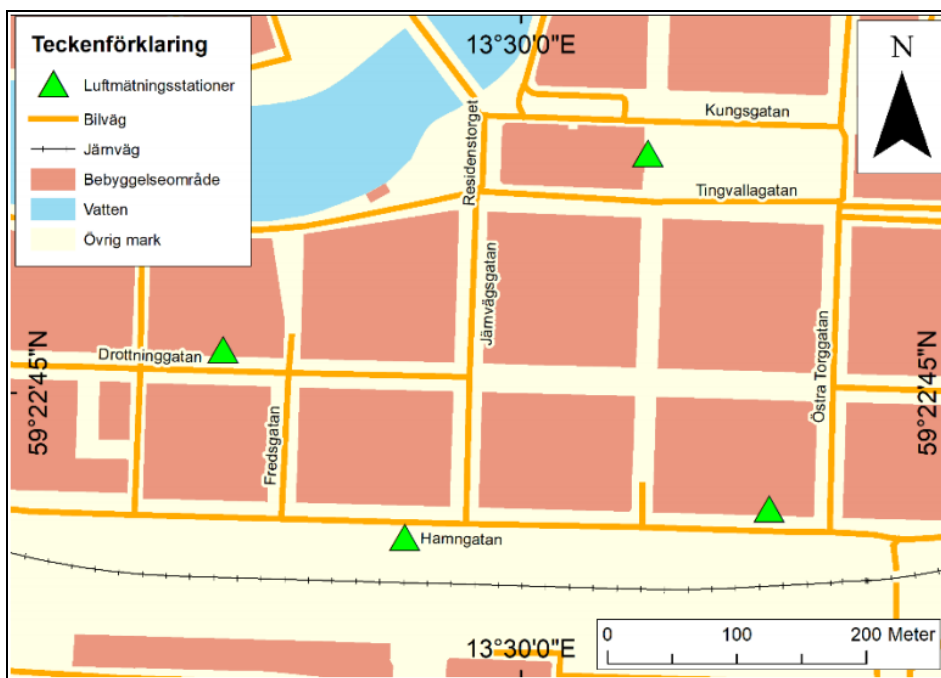 Teckenförklaring
Luftmätningsstationer
Bilväg
Järnväg
Bebyggelseområde
Vatten
Övrig mark
13°30'0"E
N
Kungsgatan
Residenstorget
Tingvallagatan
Järnvägsgatan
Drottninggatan
Östra Torggatan
59°22'45"N
59°22'45"N
Fredsgatan
Hamngatan
13°30'0"E
0 100 200 Meter